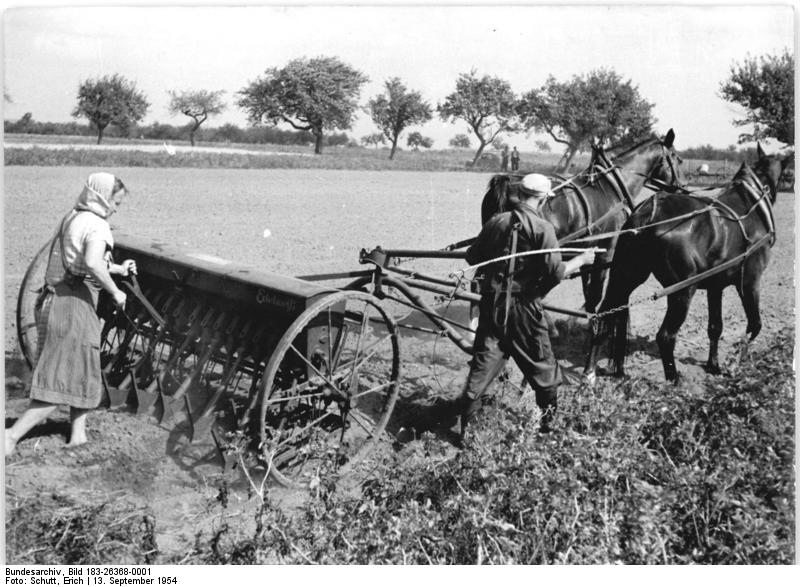 Bundesarchiv, Bild 183-26368-0001
Foto: Schutt, Erich | 13. September 1954